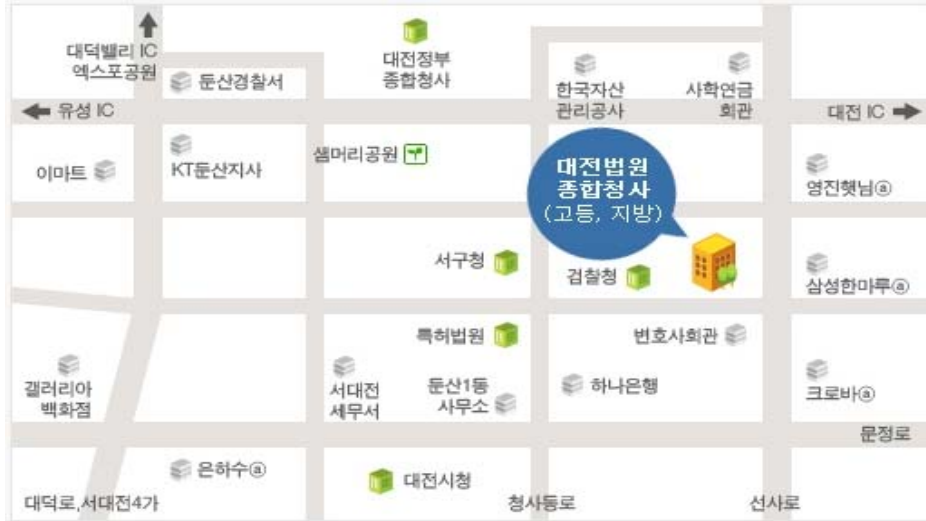 대덕밸리 IC
엑스포공원
대전정부
종합청사
둔산경찰서
한국자산
관리공사
사학연금
회관
유성 IC
대전 IC
이마트
KT둔산지사
샘머리공원
대전법원
종합청사
(고등, 지방)
영진햇님ⓐ
서구청
검찰청
삼성한마루ⓐ
특허법원
변호사회관
갤러리아
백화점
서대전
세무서
둔산1동
사무소
하나은행
크로바ⓐ
문정로
은하수ⓐ
대전시청
대덕로,서대전4가
청사동로
선사로